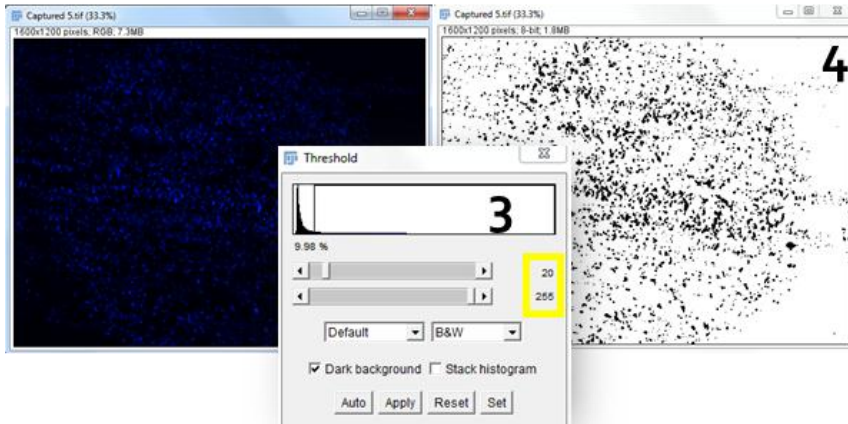 Captured 5.tif (33.3%)
1600x1200 pixels; RGB; 7.3MB
Captured 5.tif (33.3%)
1600x1200 pixels; 8-bit; 1.8MB
4
Threshold
3
9.98 %
20
255
Default
B&W
Dark background
Stack histogram
Auto
Apply
Reset
Set